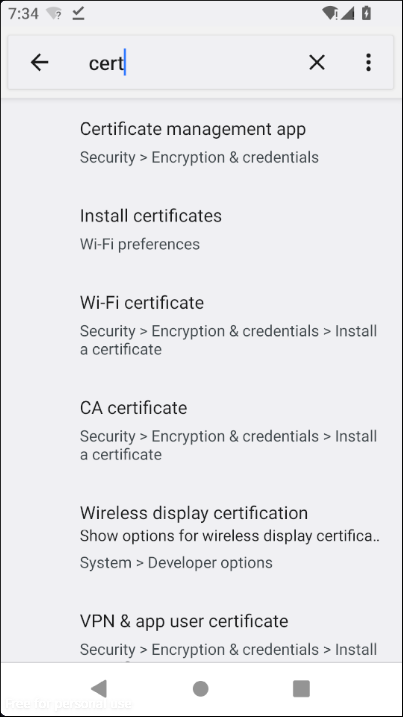 7:34
cert
Certificate management app
Security > Encryption & credentials
Install certificates
Wi-Fi preferences
Wi-Fi certificate
Security > Encryption & credentials > Install
a certificate
CA certificate
Security > Encryption & credentials > Install
a certificate
Wireless display certification
Show options for wireless display certifica..
System > Developer options
VPN & app user certificate
Security > Encryption & credentials > Install
Free for personal use